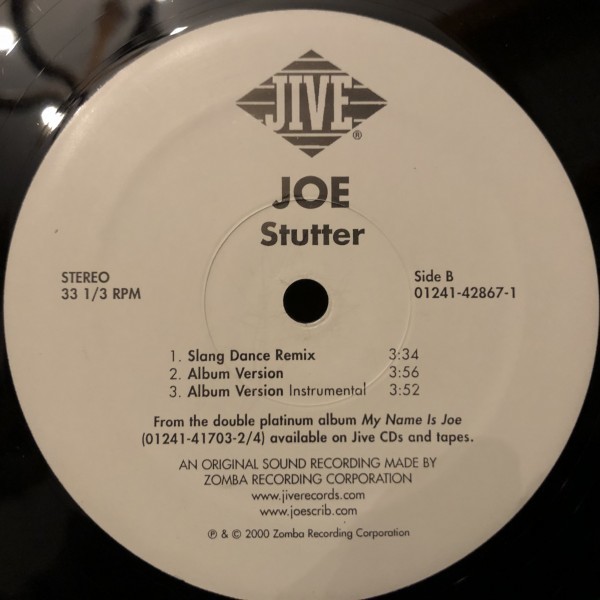 JIVE®
JOE
Stutter
STEREO
33 1/3 RPM
Side B
01241-42867-1
1. Slang Dance Remix 3:34
2. Album Version 3:56
3. Album Version Instrumental 3:52
From the double platinum album My Name Is Joe
(01241-41703-2/4) available on Jive CDs and tapes.
AN ORIGINAL SOUND RECORDING MADE BY
ZOMBA RECORDING CORPORATION
www.jiverecords.com
www.joescrib.com
℗ & © 2000 Zomba Recording Corporation